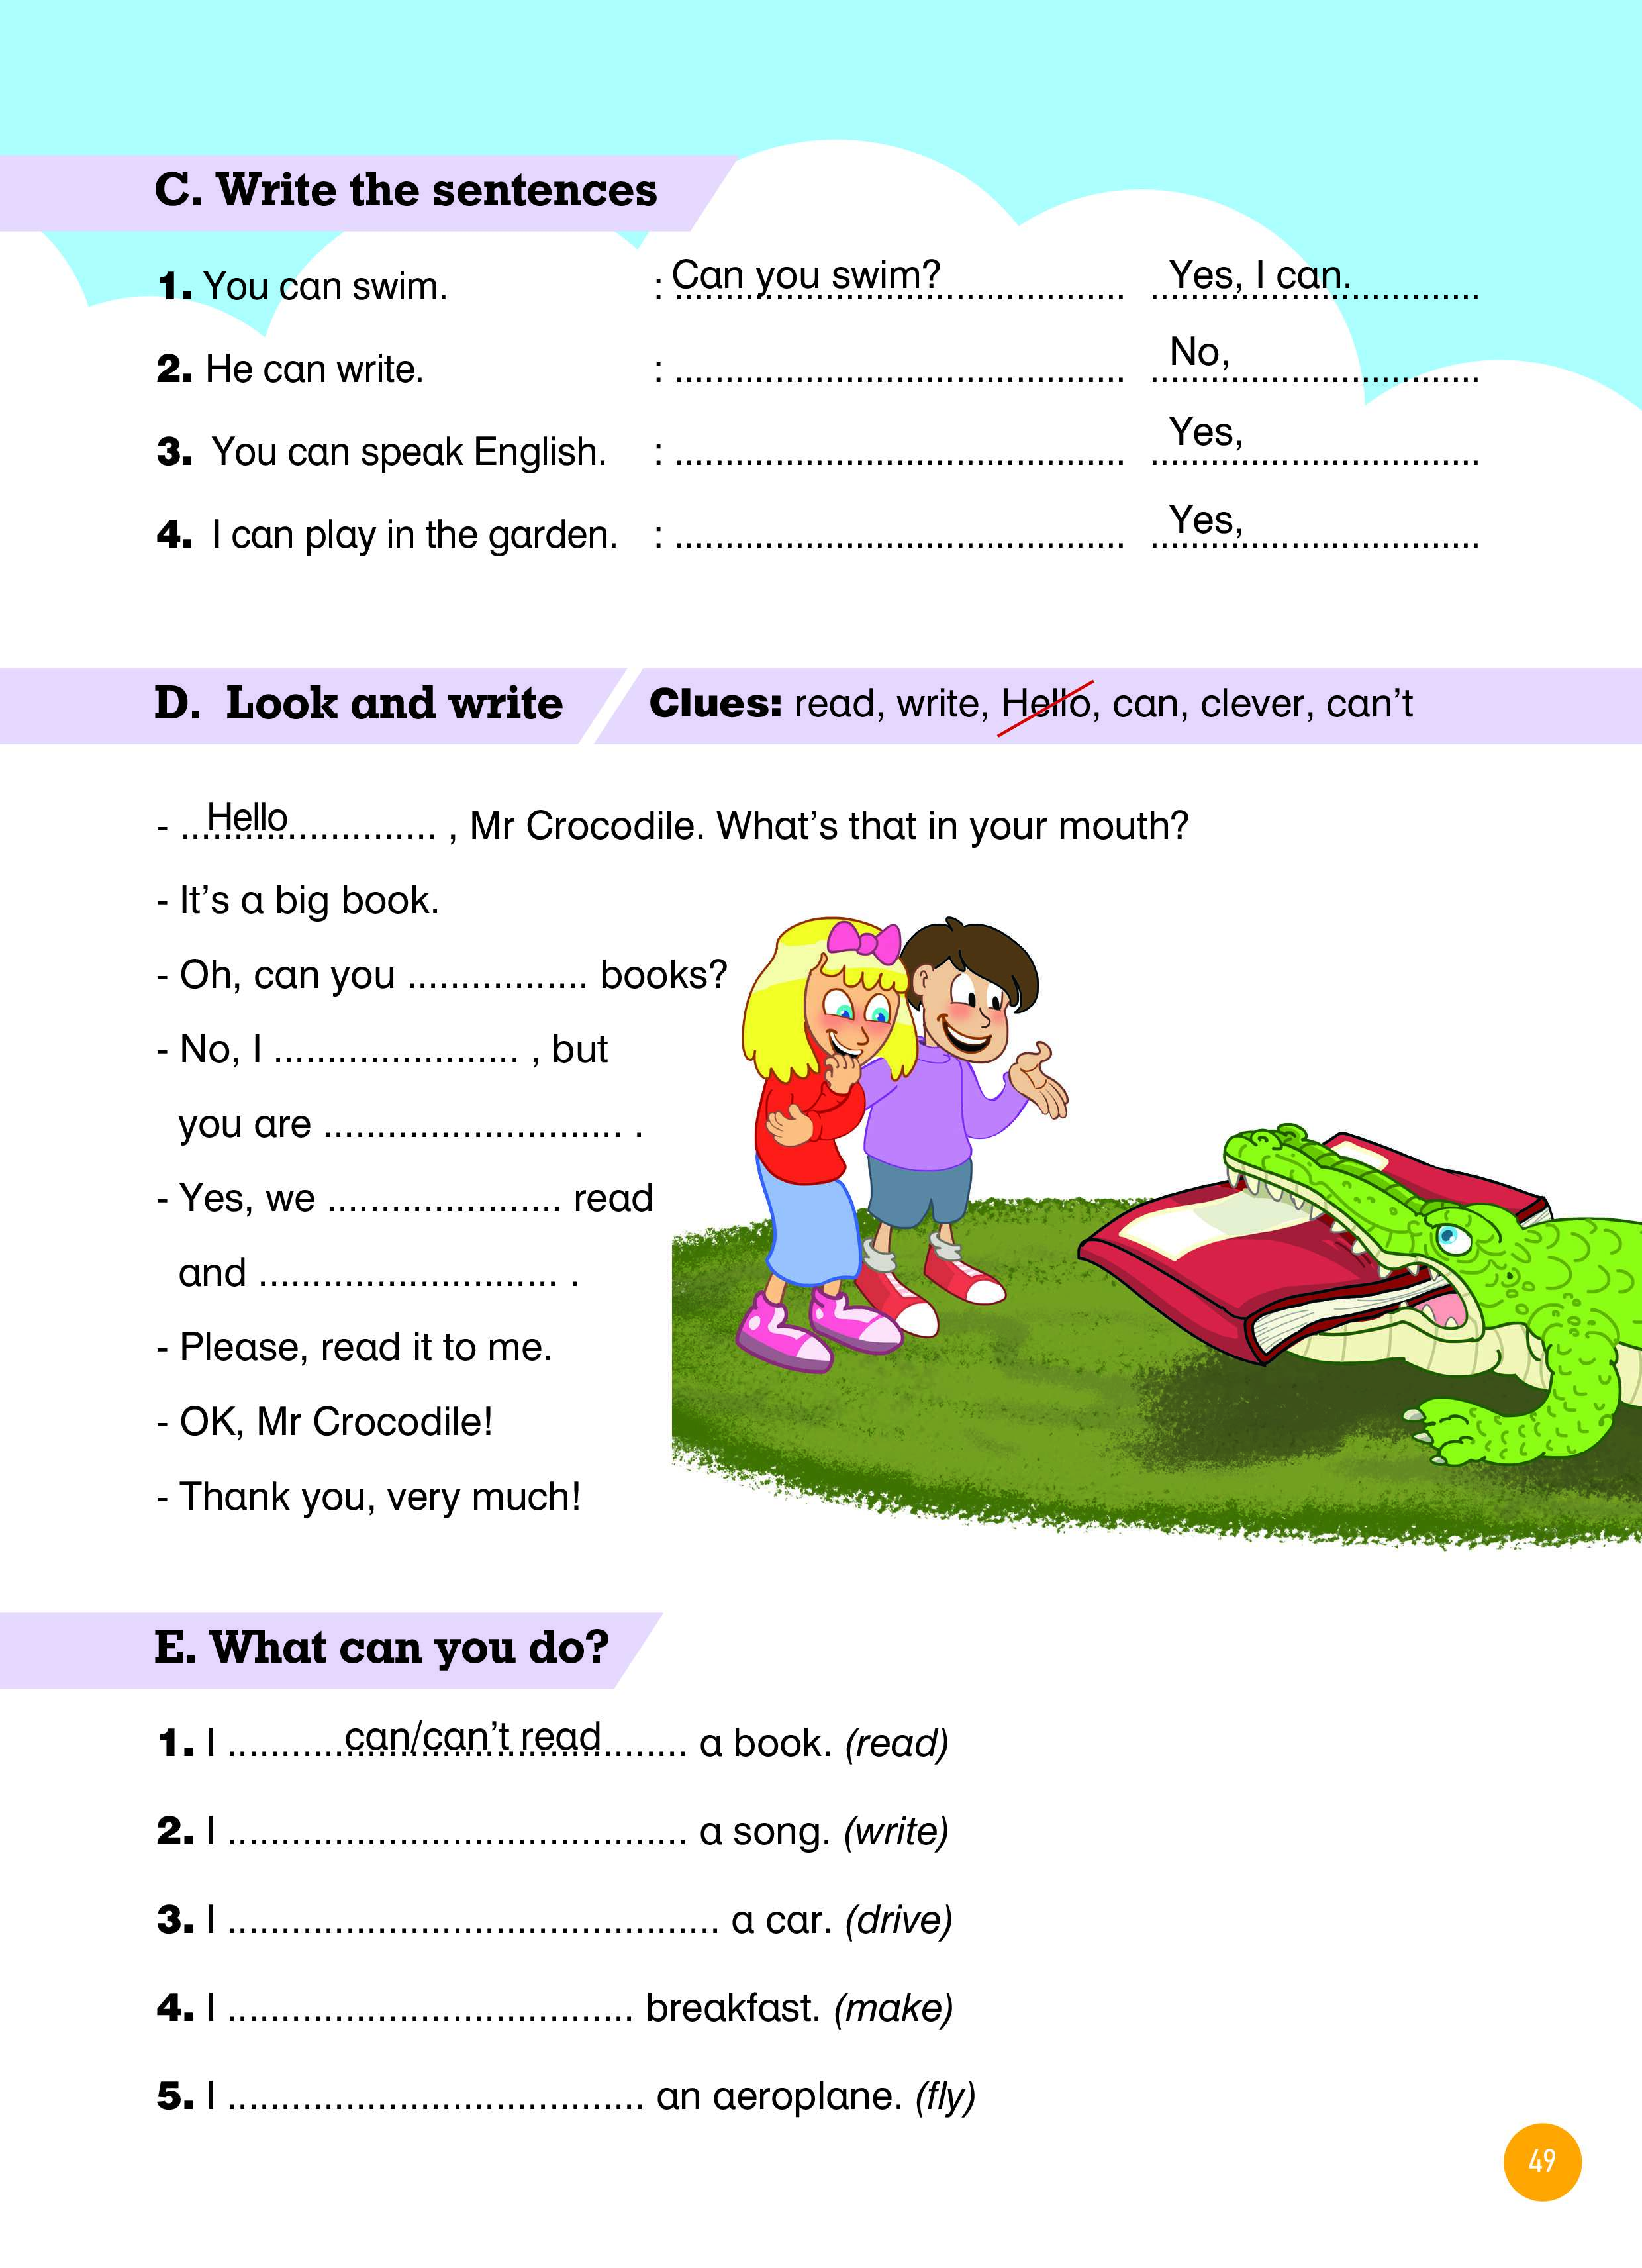 C. Write the sentences
1. You can swim. : Can you swim? Yes, I can.
2. He can write. : ............................................ No, ................................
3. You can speak English. : ............................................ Yes, ................................
4. I can play in the garden. : ............................................ Yes, ................................
D. Look and write Clues: read, write, Hello, can, clever, can't
- Hello , Mr Crocodile. What's that in your mouth?
- It's a big book.
- Oh, can you ................. books?
- No, I ....................... , but
you are ............................ .
- Yes, we ...................... read
and ............................ .
- Please, read it to me.
- OK, Mr Crocodile!
- Thank you, very much!
E. What can you do?
1. I can/can't read a book. (read)
2. I ........................................... a song. (write)
3. I .............................................. a car. (drive)
4. I ...................................... breakfast. (make)
5. I ....................................... an aeroplane. (fly)
49